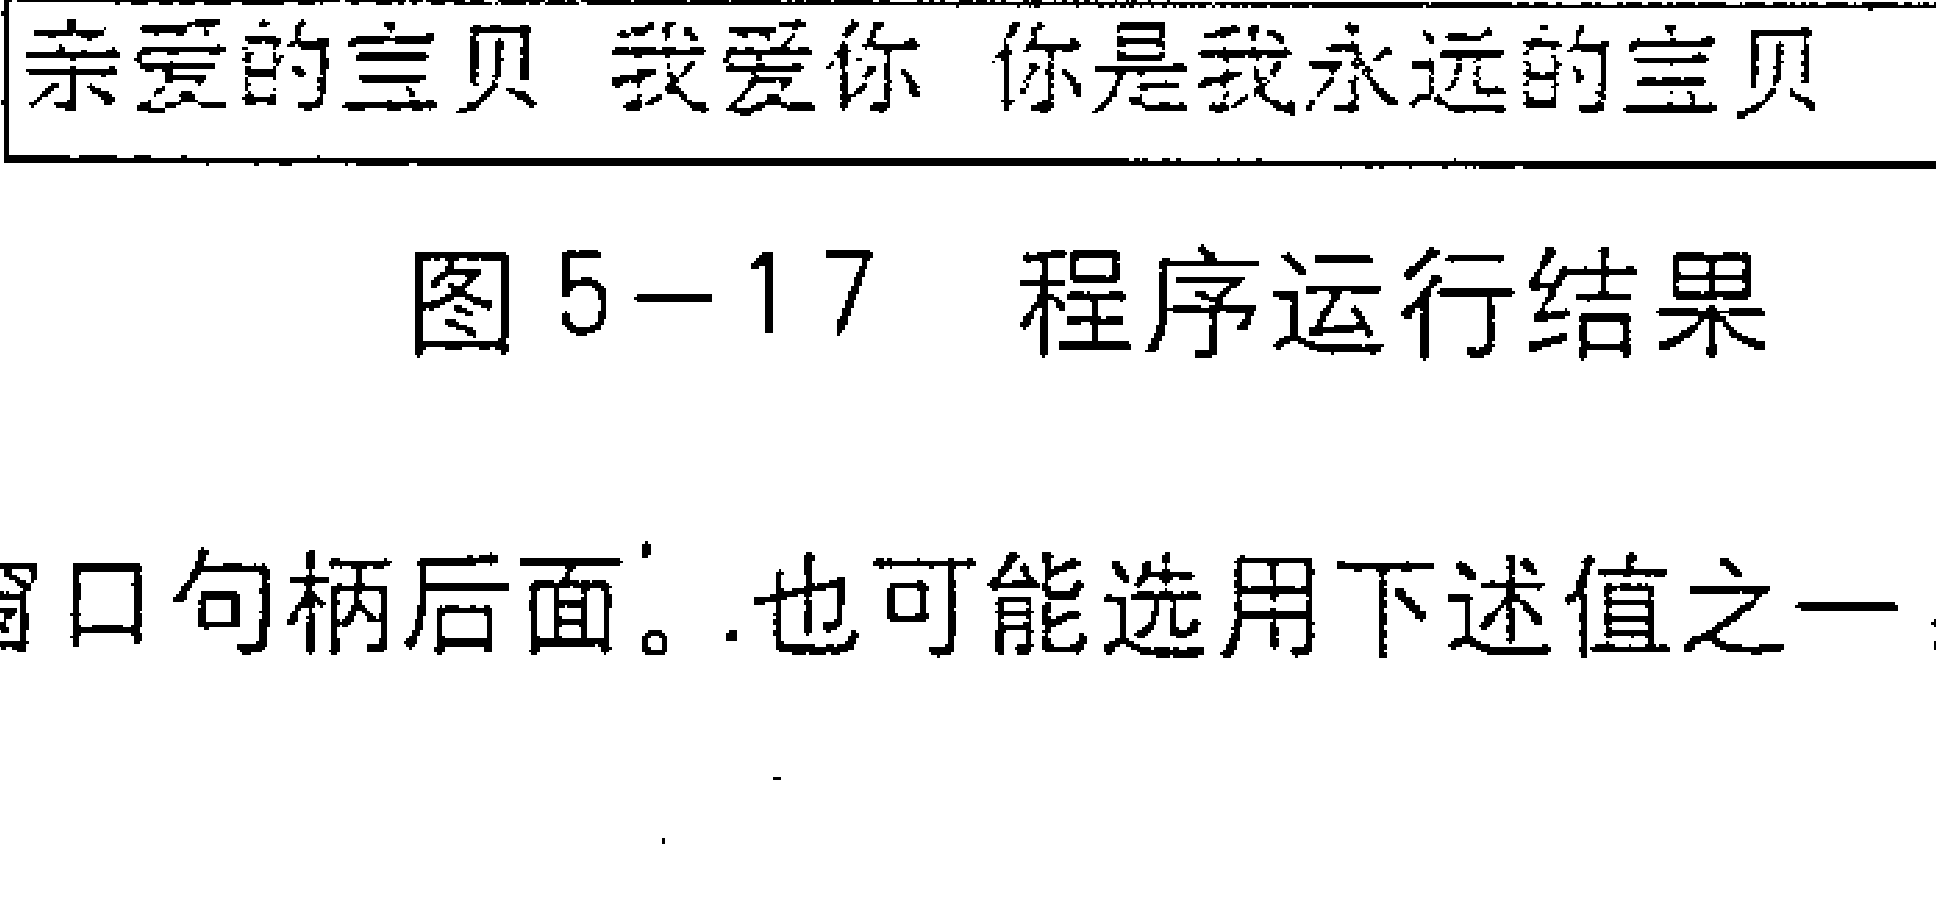 亲爱的宝贝 我爱你 你是我永远的宝贝
图 5-17 程序运行结果
窗口句柄后面。也可能选用下述值之一